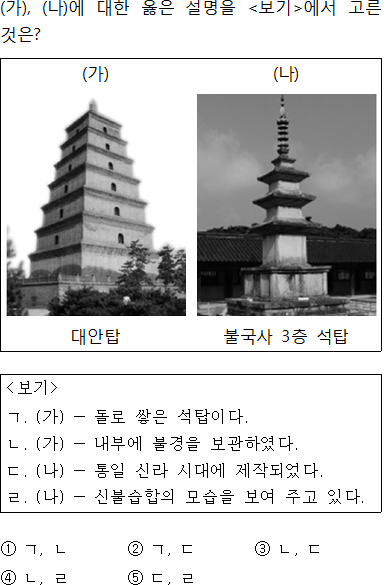 (가), (나)에 대한 옳은 설명을 <보기>에서 고른
것은?
(가) (나)
대안탑 불국사 3층 석탑
<보기>
ㄱ. (가) - 돌로 쌓은 석탑이다.
ㄴ. (가) - 내부에 불경을 보관하였다.
ㄷ. (나) - 통일 신라 시대에 제작되었다.
ㄹ. (나) - 신불습합의 모습을 보여 주고 있다.
① ㄱ, ㄴ ② ㄱ, ㄷ ③ ㄴ, ㄷ
④ ㄴ, ㄹ ⑤ ㄷ, ㄹ